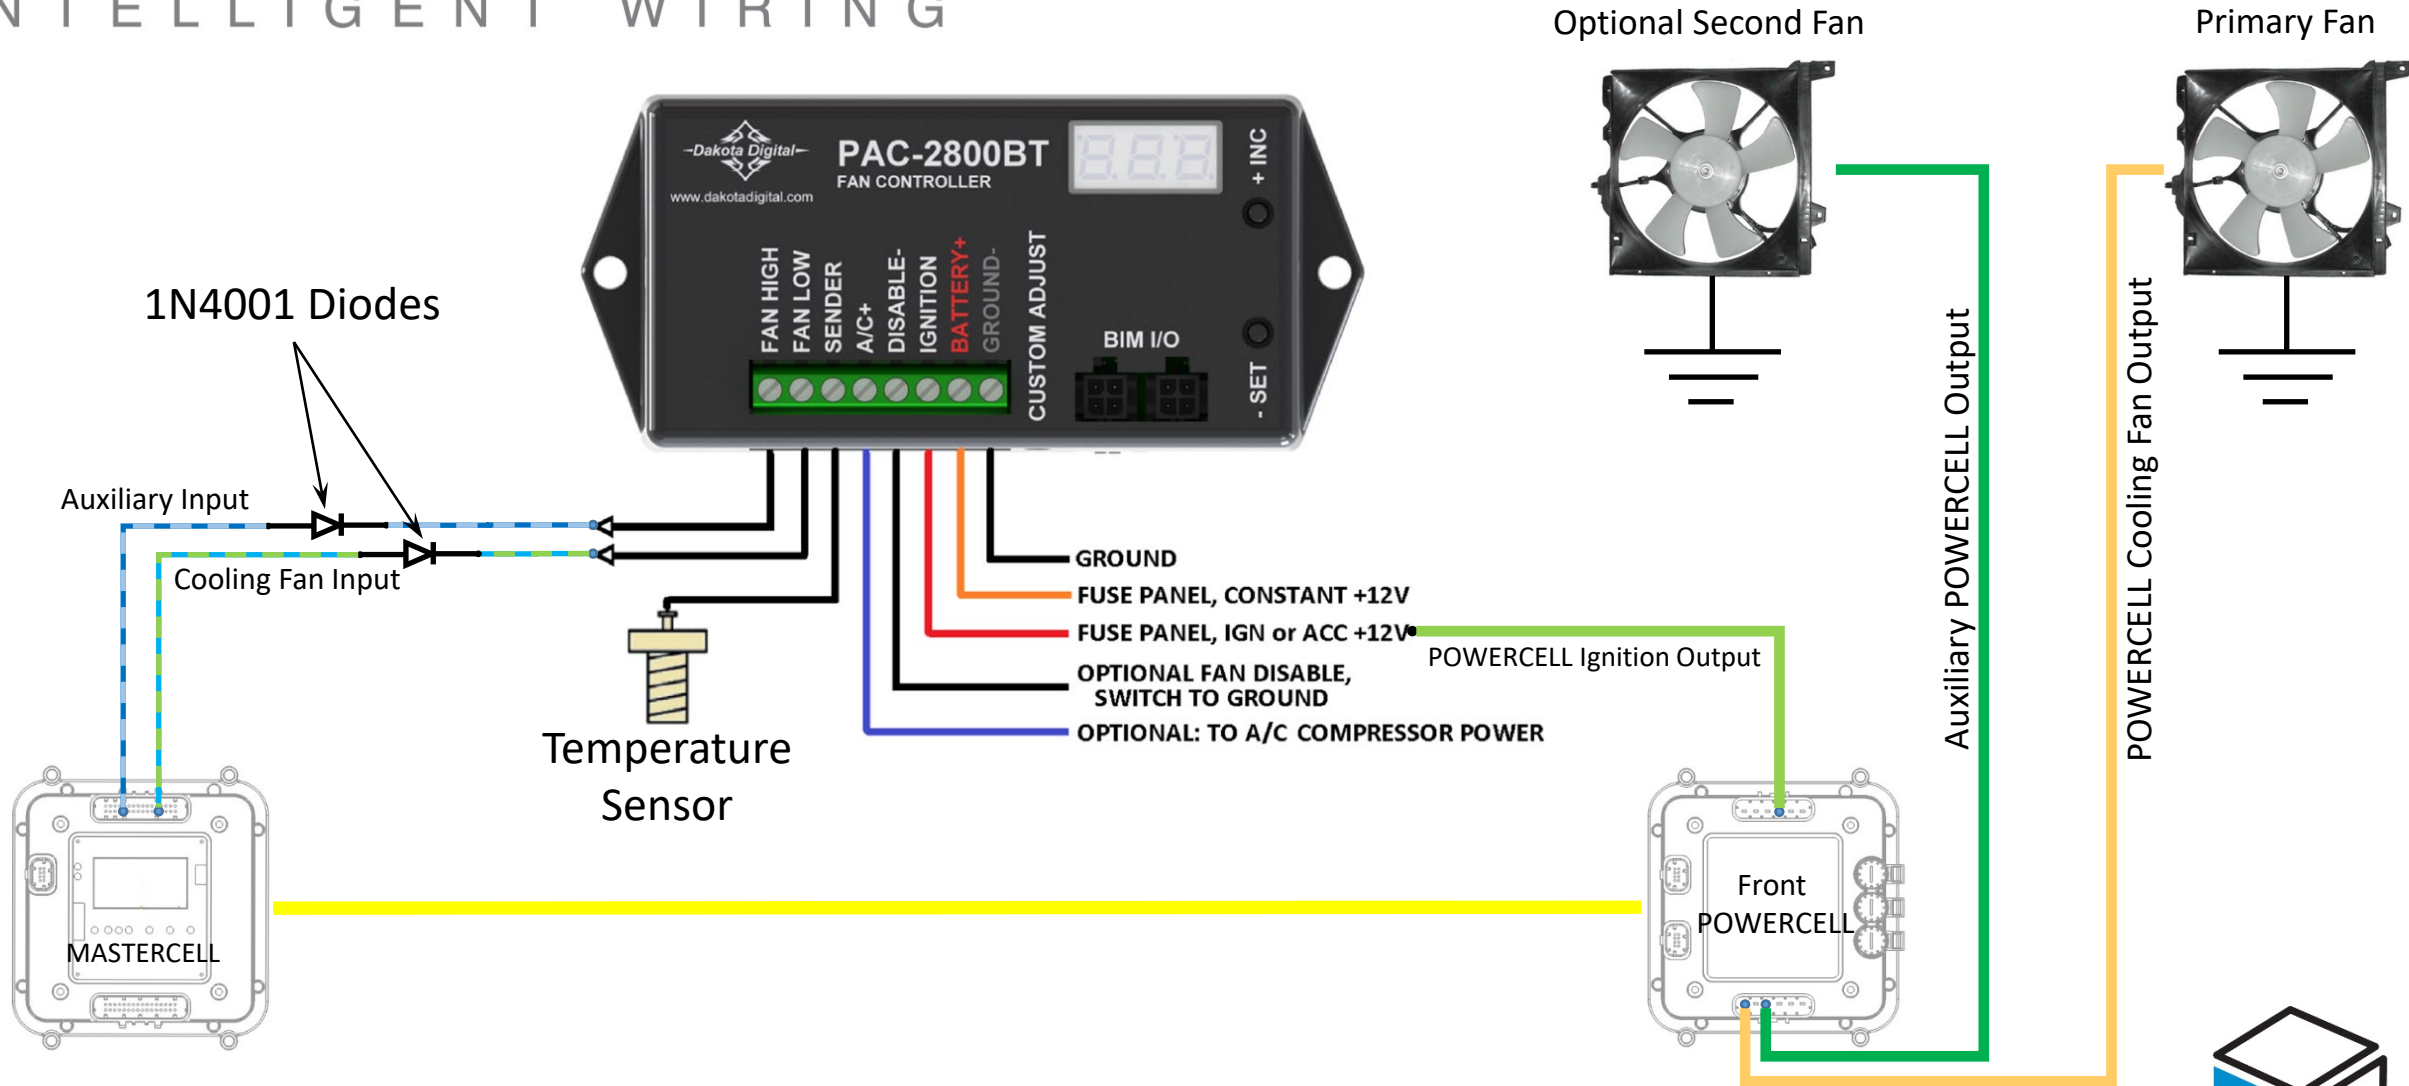 INTELLIGENT WIRING
Optional Second Fan
Primary Fan
Dakota Digital
www.dakotadigital.com
PAC-2800BT
FAN CONTROLLER
+ INC
- SET
FAN HIGH
FAN LOW
SENDER
A/C+
DISABLE-
IGNITION
BATTERY+
GROUND-
CUSTOM ADJUST
BIM I/O
1N4001 Diodes
Auxiliary Input
Cooling Fan Input
Temperature
Sensor
GROUND
FUSE PANEL, CONSTANT +12V
FUSE PANEL, IGN or ACC +12V
OPTIONAL FAN DISABLE,
SWITCH TO GROUND
OPTIONAL: TO A/C COMPRESSOR POWER
POWERCELL Ignition Output
Auxiliary POWERCELL Output
POWERCELL Cooling Fan Output
MASTERCELL
Front
POWERCELL